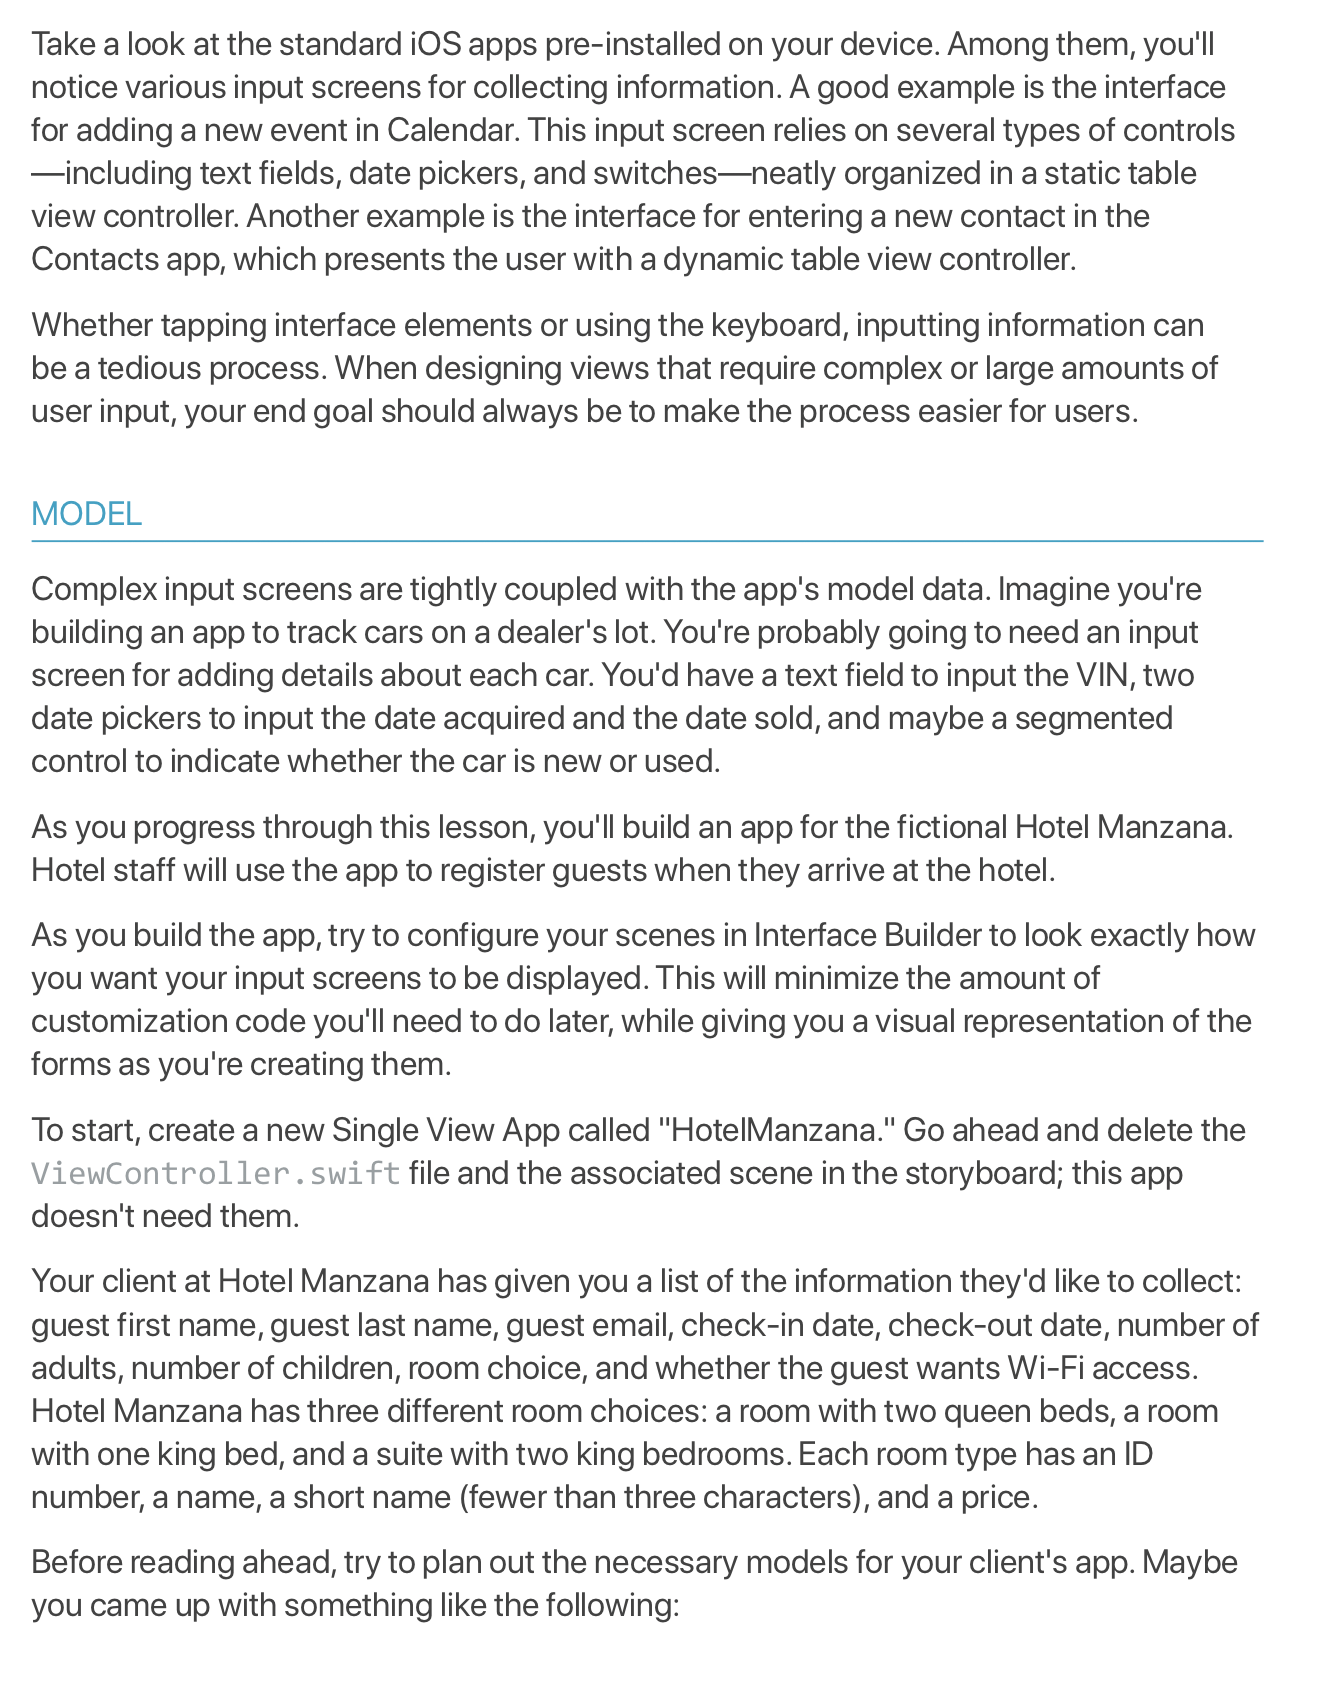 Take a look at the standard iOS apps pre-installed on your device. Among them, you'll
notice various input screens for collecting information. A good example is the interface
for adding a new event in Calendar. This input screen relies on several types of controls
—including text fields, date pickers, and switches—neatly organized in a static table
view controller. Another example is the interface for entering a new contact in the
Contacts app, which presents the user with a dynamic table view controller.
Whether tapping interface elements or using the keyboard, inputting information can
be a tedious process. When designing views that require complex or large amounts of
user input, your end goal should always be to make the process easier for users.
MODEL
Complex input screens are tightly coupled with the app's model data. Imagine you're
building an app to track cars on a dealer's lot. You're probably going to need an input
screen for adding details about each car. You'd have a text field to input the VIN, two
date pickers to input the date acquired and the date sold, and maybe a segmented
control to indicate whether the car is new or used.
As you progress through this lesson, you'll build an app for the fictional Hotel Manzana.
Hotel staff will use the app to register guests when they arrive at the hotel.
As you build the app, try to configure your scenes in Interface Builder to look exactly how
you want your input screens to be displayed. This will minimize the amount of
customization code you'll need to do later, while giving you a visual representation of the
forms as you're creating them.
To start, create a new Single View App called "HotelManzana." Go ahead and delete the
ViewController.swift file and the associated scene in the storyboard; this app
doesn't need them.
Your client at Hotel Manzana has given you a list of the information they'd like to collect:
guest first name, guest last name, guest email, check-in date, check-out date, number of
adults, number of children, room choice, and whether the guest wants Wi-Fi access.
Hotel Manzana has three different room choices: a room with two queen beds, a room
with one king bed, and a suite with two king bedrooms. Each room type has an ID
number, a name, a short name (fewer than three characters), and a price.
Before reading ahead, try to plan out the necessary models for your client's app. Maybe
you came up with something like the following: